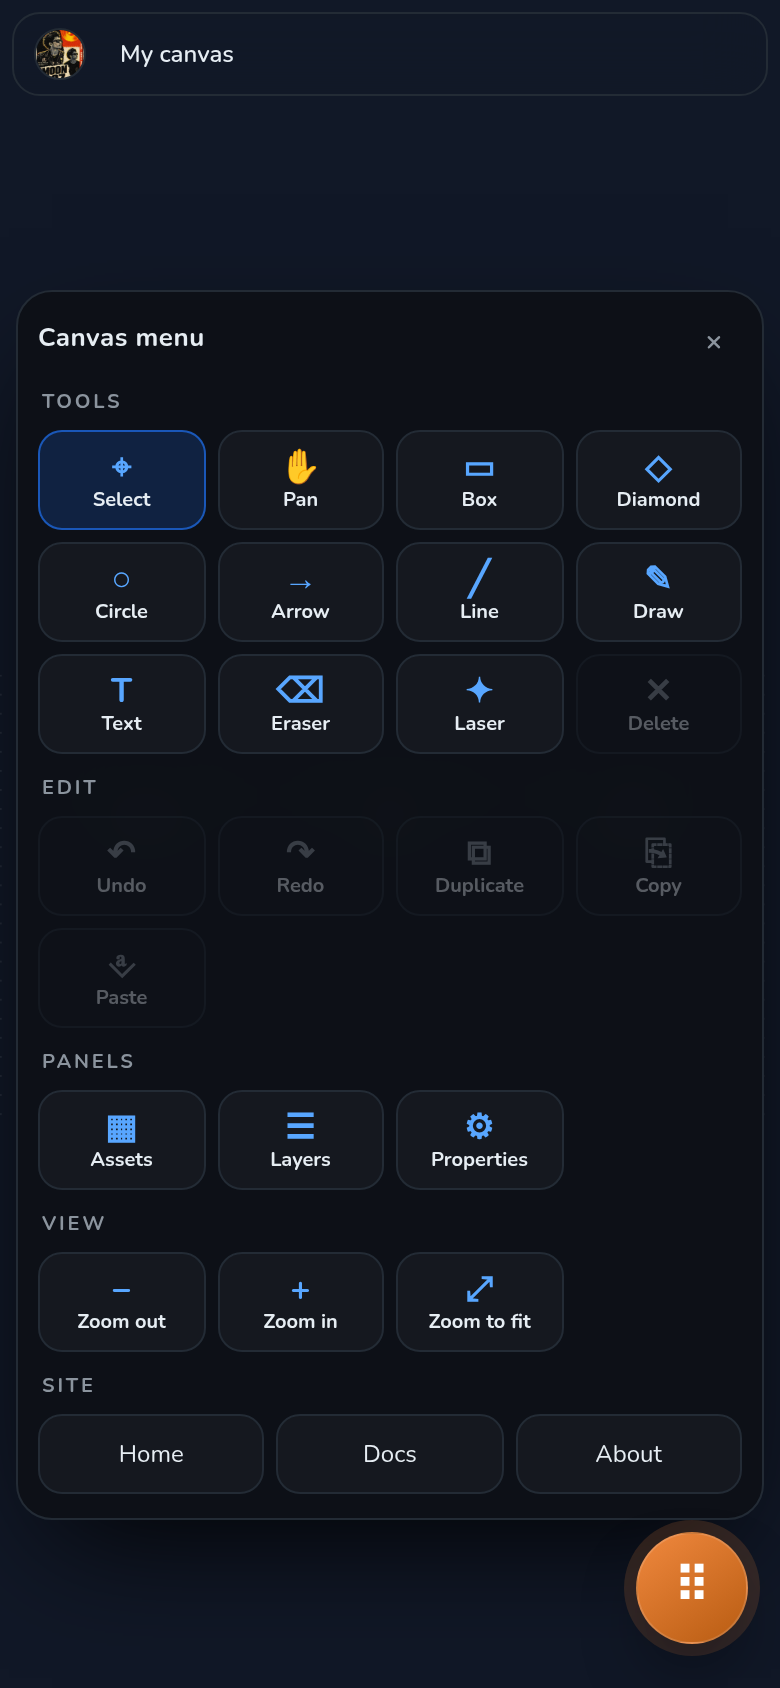 My canvas
Canvas menu
TOOLS
Select
Pan
Box
Diamond
Circle
Arrow
Line
Draw
T
Text
Eraser
Laser
Delete
EDIT
Undo
Redo
Duplicate
Copy
Paste
PANELS
Assets
Layers
Properties
VIEW
Zoom out
Zoom in
Zoom to fit
SITE
Home
Docs
About